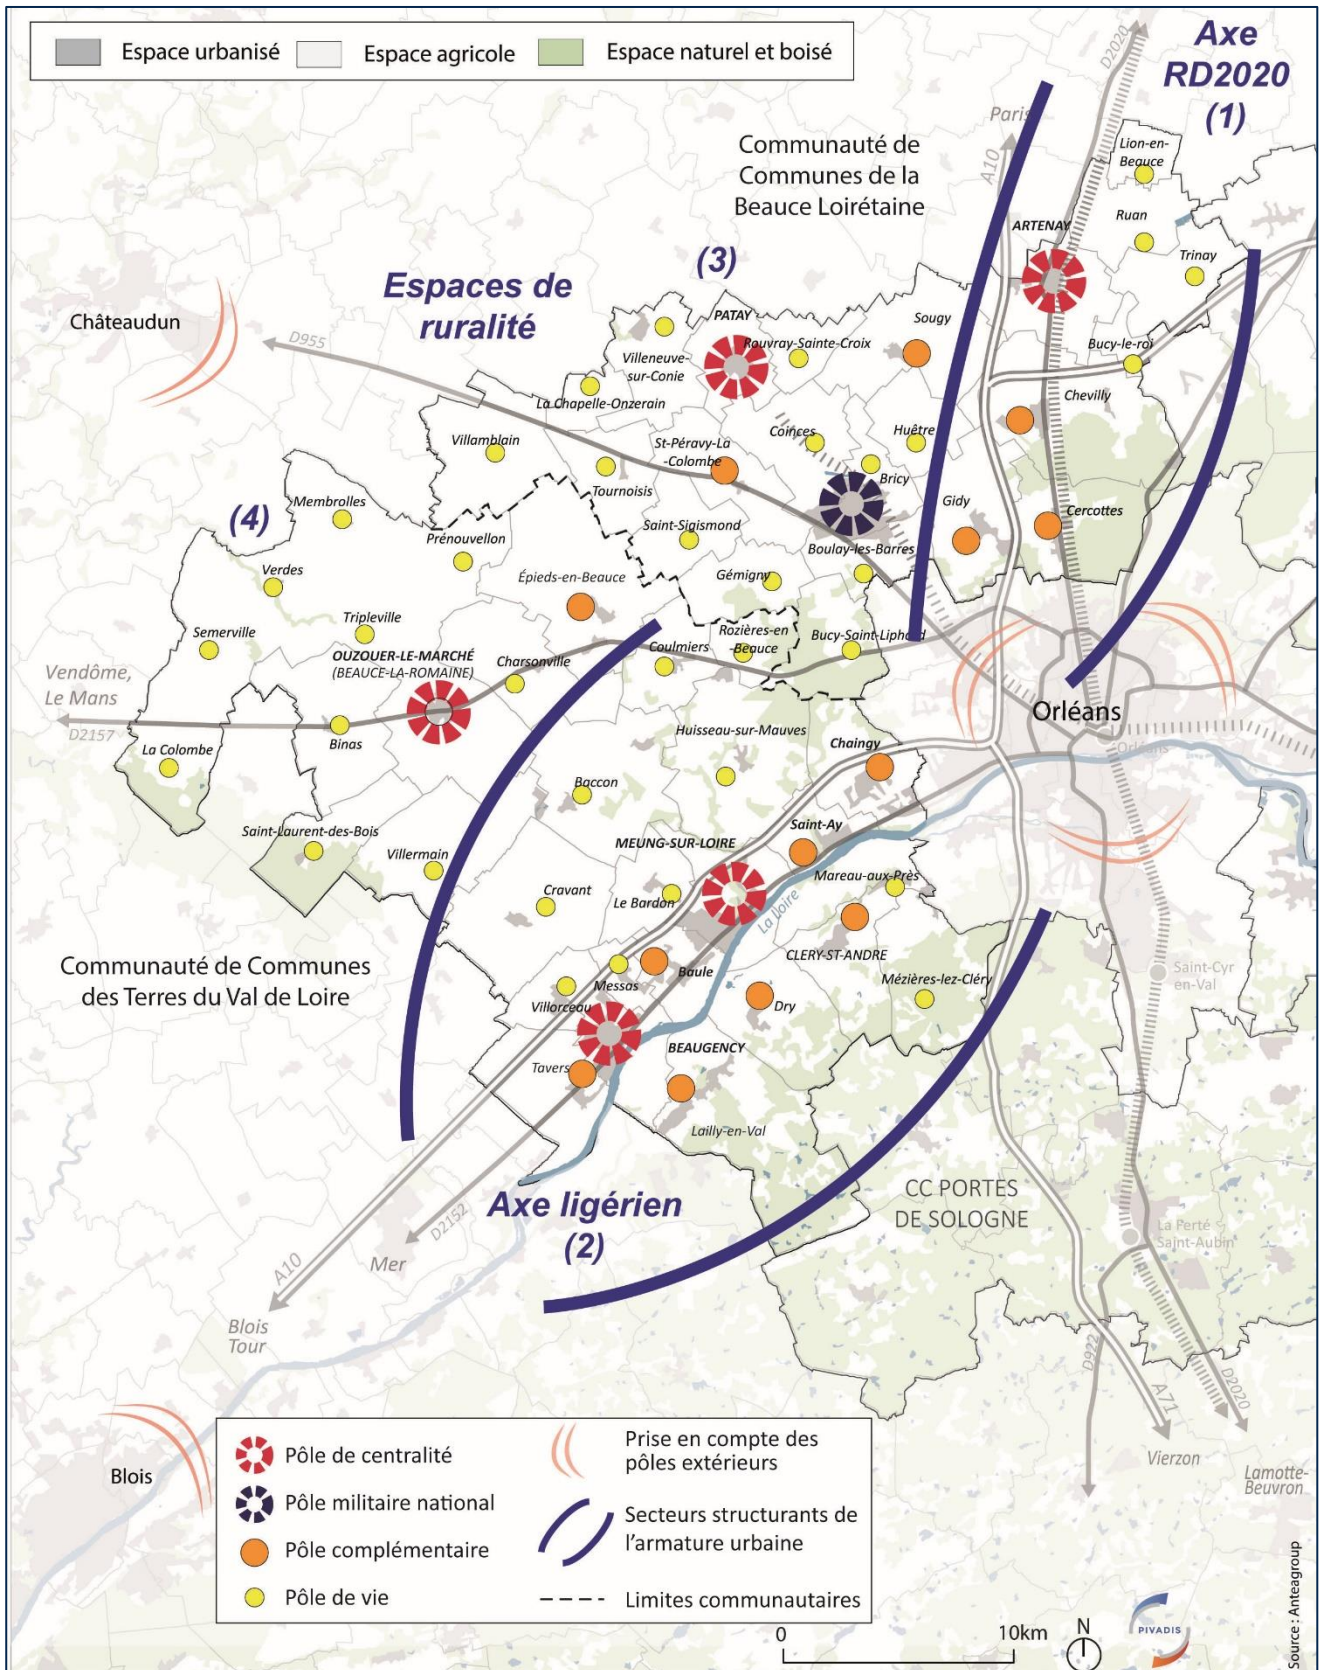 Espace urbanisé
Espace agricole
Espace naturel et boisé
Axe
RD2020
(1)
D2020
Paris
A10
Communauté de
Communes de la
Beauce Loirétaine
Lion-en-
Beauce
Ruan
Trinay
ARTENAY
(3)
Espaces de
ruralité
Châteaudun
D955
PATAY
Sougy
Villeneuve-
sur-Conie
Rouvray-Sainte-Croix
Bucy-le-roi
La Chapelle-Onzerain
Chevilly
Villamblain
St-Péravy-La
-Colombe
Coinces
Huêtre
Tournoisis
Bricy
Gidy
Cercottes
Membrolles
(4)
Prénouvellon
Saint-Sigismond
Boulay-les-Barres
Verdes
Épieds-en-Beauce
Gémigny
Tripleville
Semerville
OUZOUER-LE-MARCHÉ
(BEAUCE-LA-ROMAINE)
Charsonville
Coulmiers
Rozières-en
-Beauce
Bucy-Saint-Liphard
Vendôme,
Le Mans
D2157
Binas
La Colombe
Orléans
Orléans
Huisseau-sur-Mauves
Chaingy
Baccon
Saint-Laurent-des-Bois
Villermain
MEUNG-SUR-LOIRE
Saint-Ay
Mareau-aux-Près
Cravant
Le Bardon
La Loire
CLERY-ST-ANDRE
Communauté de Communes
des Terres du Val de Loire
Baule
Messas
Villorceau
Dry
Mézières-lez-Cléry
Saint-Cyr
en-Val
BEAUGENCY
Tavers
Lailly-en-Val
CC PORTES
DE SOLOGNE
Axe ligérien
(2)
D2152
Mer
A10
La Ferté
Saint-Aubin
Blois
Tour
D922
A71
D2020
Vierzon
Lamotte-
Beuvron
Blois
Pôle de centralité
Pôle militaire national
Pôle complémentaire
Pôle de vie
Prise en compte des
pôles extérieurs
Secteurs structurants de
l'armature urbaine
Limites communautaires
0
10km
N
PIVADIS
Source : Anteagroup